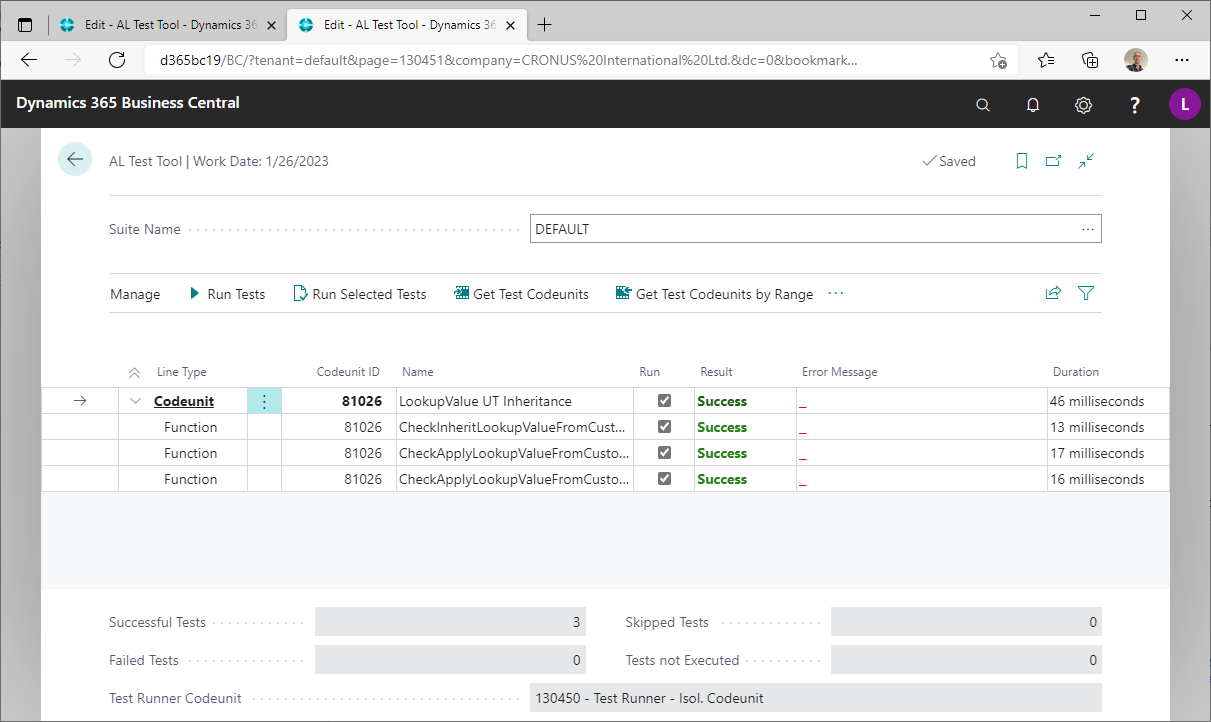 Edit - AL Test Tool - Dynamics 36 Edit - AL Test Tool - Dynamics 36
d365bc19/BC/?tenant=default&page=130451&company=CRONUS%20International%20Ltd.&dc=0&bookmark...
Dynamics 365 Business Central ? L
AL Test Tool | Work Date: 1/26/2023 Saved
Suite Name DEFAULT ...
Manage Run Tests Run Selected Tests Get Test Codeunits Get Test Codeunits by Range ...
Line Type Codeunit ID Name Run Result Error Message Duration
Codeunit 81026 LookupValue UT Inheritance Success _ 46 milliseconds
Function 81026 CheckInheritLookupValueFromCust... Success _ 13 milliseconds
Function 81026 CheckApplyLookupValueFromCusto... Success _ 17 milliseconds
Function 81026 CheckApplyLookupValueFromCusto... Success _ 16 milliseconds
Successful Tests 3 Skipped Tests 0
Failed Tests 0 Tests not Executed 0
Test Runner Codeunit 130450 - Test Runner - Isol. Codeunit